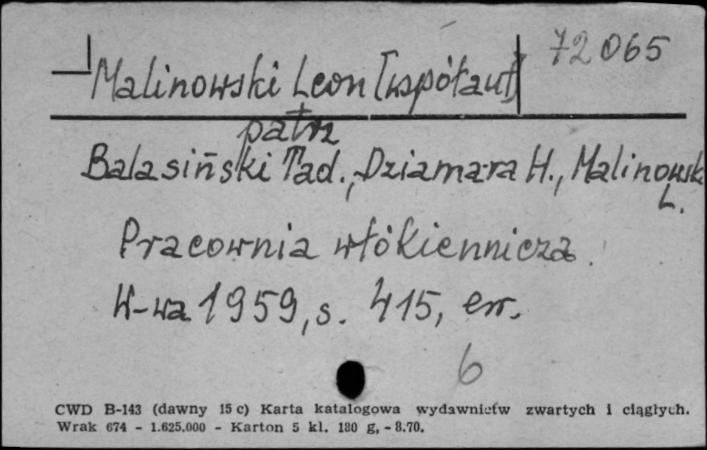 72065
Malinowski Leon [współaut]
patrz
Balasiński Tad., Dziamara H., Malinowski
L.
Pracownia włókiennicza.
W-wa 1959, s. 415, err.
6
CWD B-143 (dawny 15 c) Karta katalogowa wydawnictw zwartych i ciągłych.
Wrak 674 - 1.625.000 - Karton 5 kl. 180 g, - 8.70.